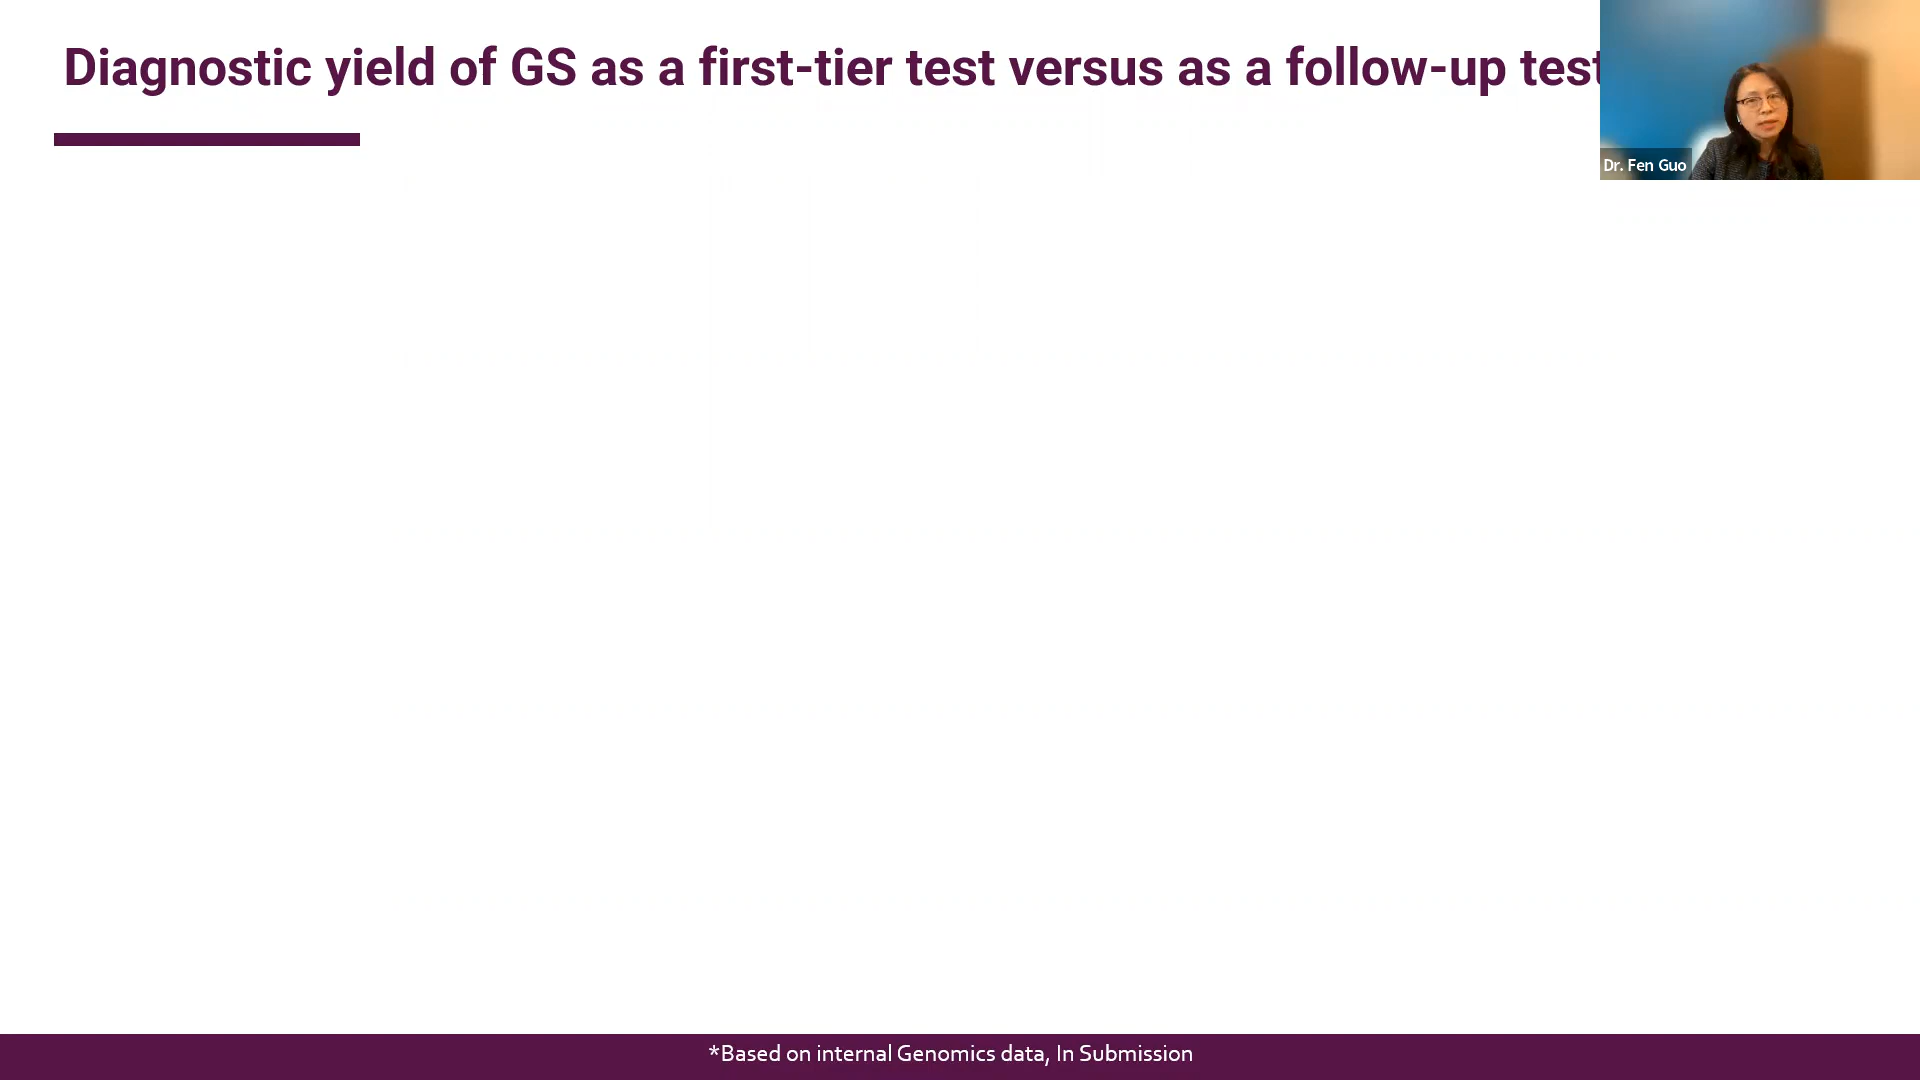 Diagnostic yield of GS as a first-tier test versus as a follow-up test
Dr. Fen Guo
*Based on internal Genomics data, In Submission